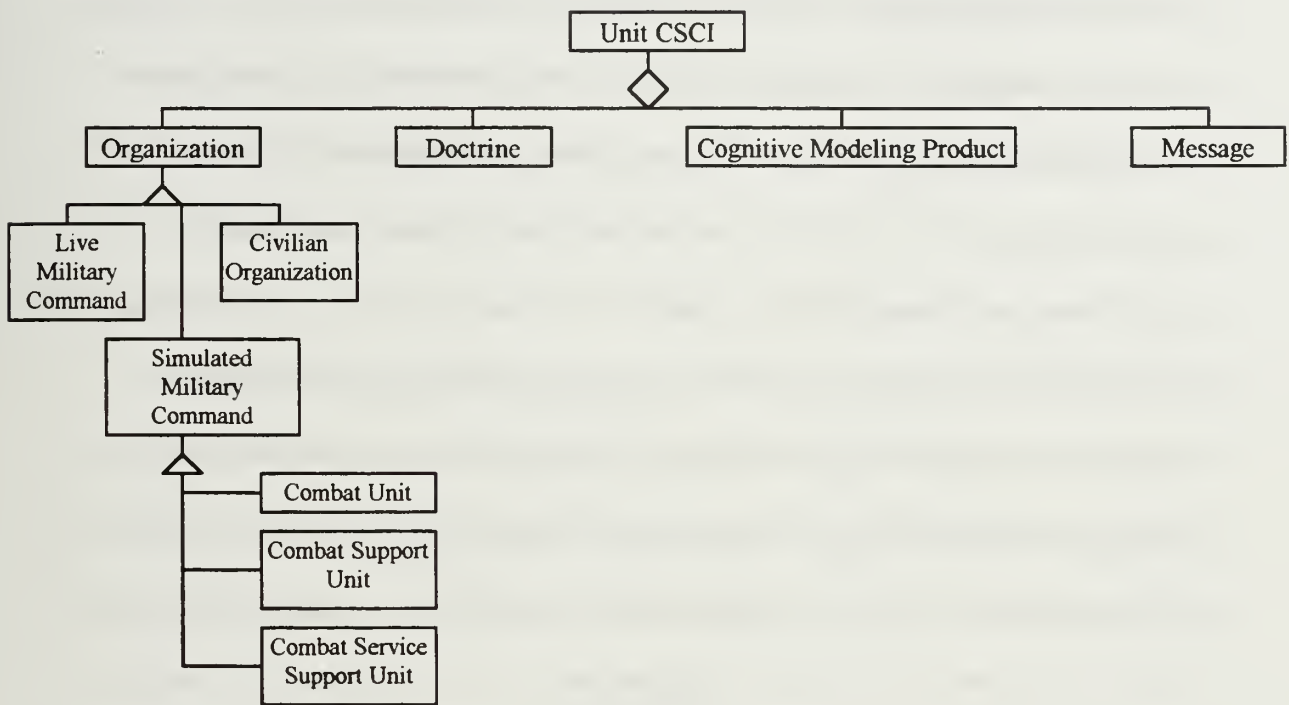 Unit CSCI
Organization
Doctrine
Cognitive Modeling Product
Message
Live
Military
Command
Civilian
Organization
Simulated
Military
Command
Combat Unit
Combat Support
Unit
Combat Service
Support Unit